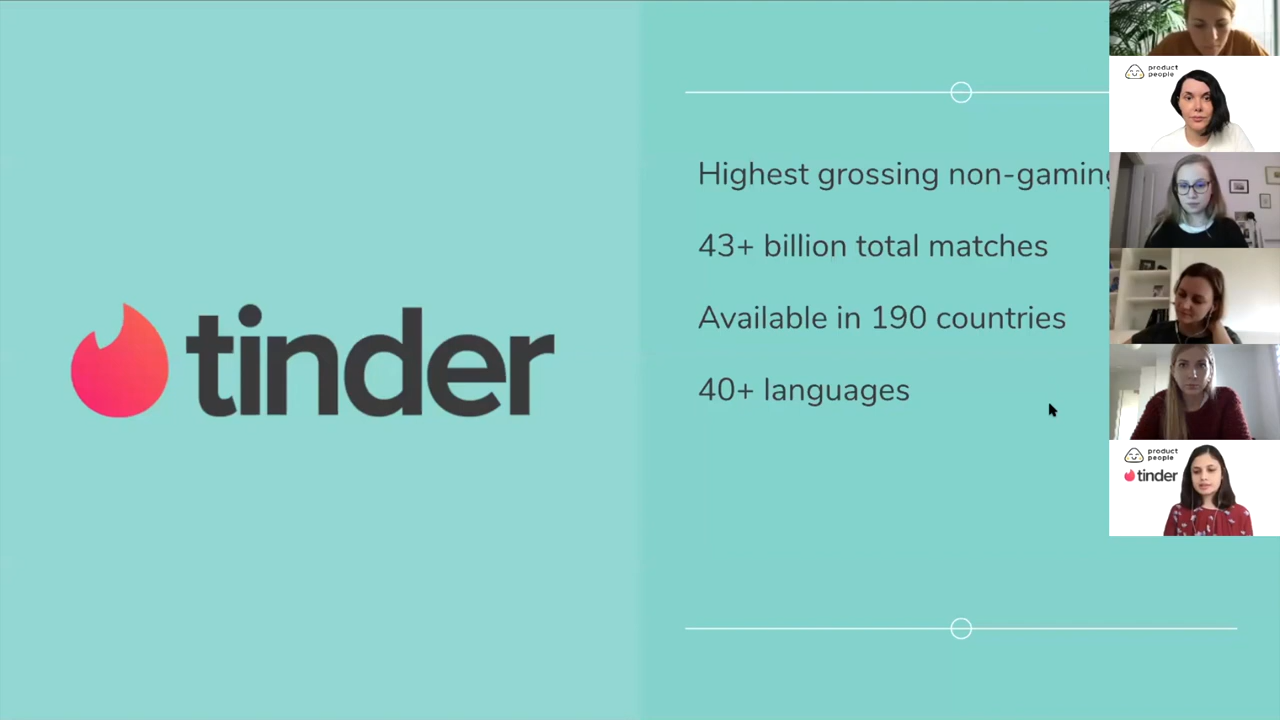 tinder
Highest grossing non-gaming
43+ billion total matches
Available in 190 countries
40+ languages
product
people
product
people
tinder